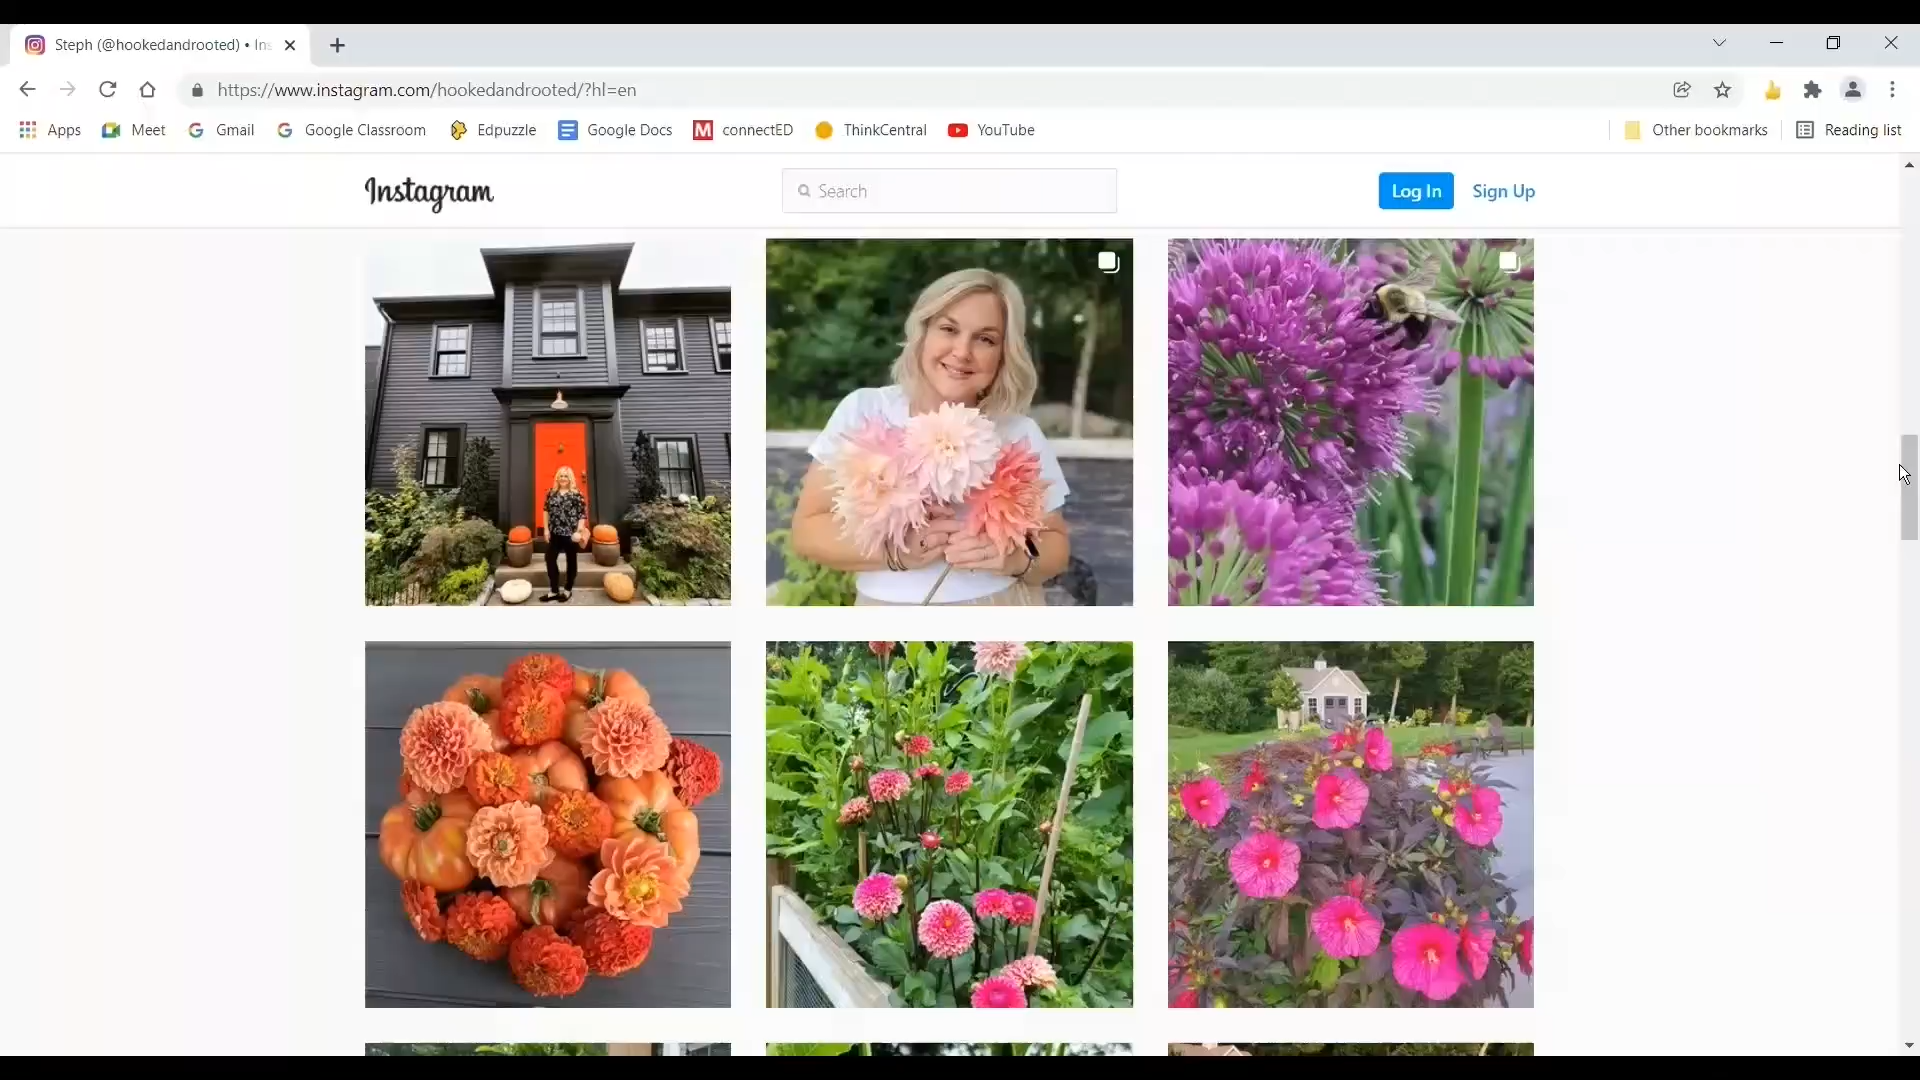 Steph (@hookedandrooted) • Ins
https://www.instagram.com/hookedandrooted/?hl=en
Apps Meet Gmail Google Classroom Edpuzzle Google Docs connectED ThinkCentral YouTube Other bookmarks Reading list
Instagram Search Log In Sign Up